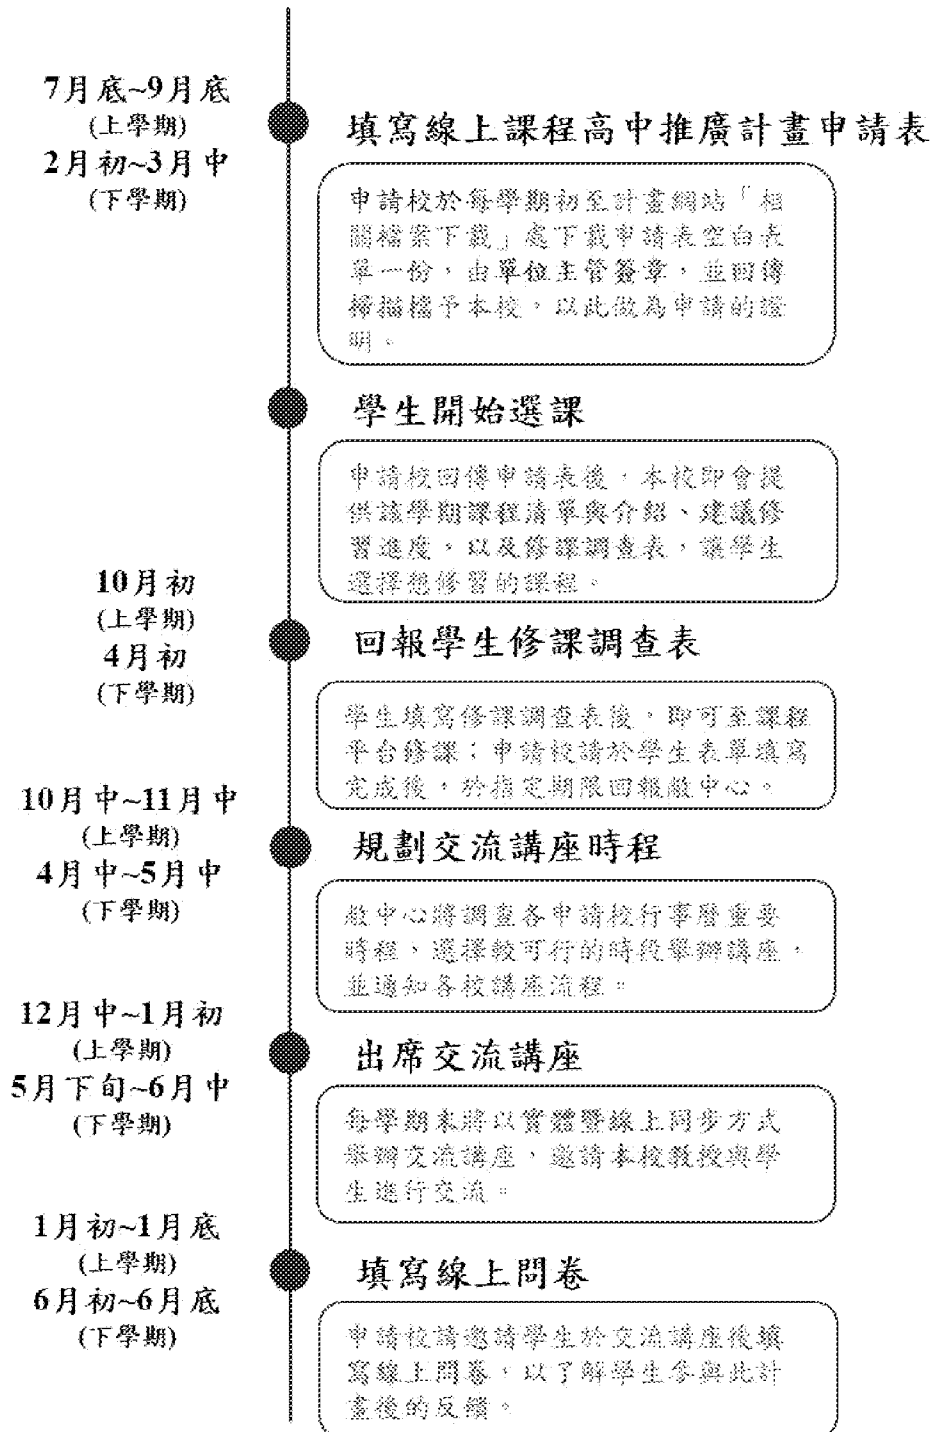 7月底~9月底
(上學期)
2月初~3月中
(下學期)
填寫線上課程高中推廣計畫申請表
申請校於每學期初至計畫網站「相
關檔案下載」處下載申請表空白表
單一份，由單位主管簽章，並回傳
掃描檔予本校，以此做為申請的證
明。
學生開始選課
申請校回傳申請表後，本校即會提
供該學期課程清單與介紹、建議修
習進度，以及修課調查表，讓學生
選擇想修習的課程。
10月初
(上學期)
4月初
(下學期)
回報學生修課調查表
學生填寫修課調查表後，即可至課程
平台修課；申請校請於學生表單填寫
完成後，於指定期限回報敝中心。
10月中~11月中
(上學期)
4月中~5月中
(下學期)
規劃交流講座時程
敝中心將調查各申請校行事曆重要
時程，選擇較可行的時段舉辦講座，
並通知各校講座流程。
12月中~1月初
(上學期)
5月下旬~6月中
(下學期)
出席交流講座
每學期末將以實體暨線上同步方式
舉辦交流講座，邀請本校教授與學
生進行交流。
1月初~1月底
(上學期)
6月初~6月底
(下學期)
填寫線上問卷
申請校請邀請學生於交流講座後填
寫線上問卷，以了解學生參與此計
畫後的反饋。